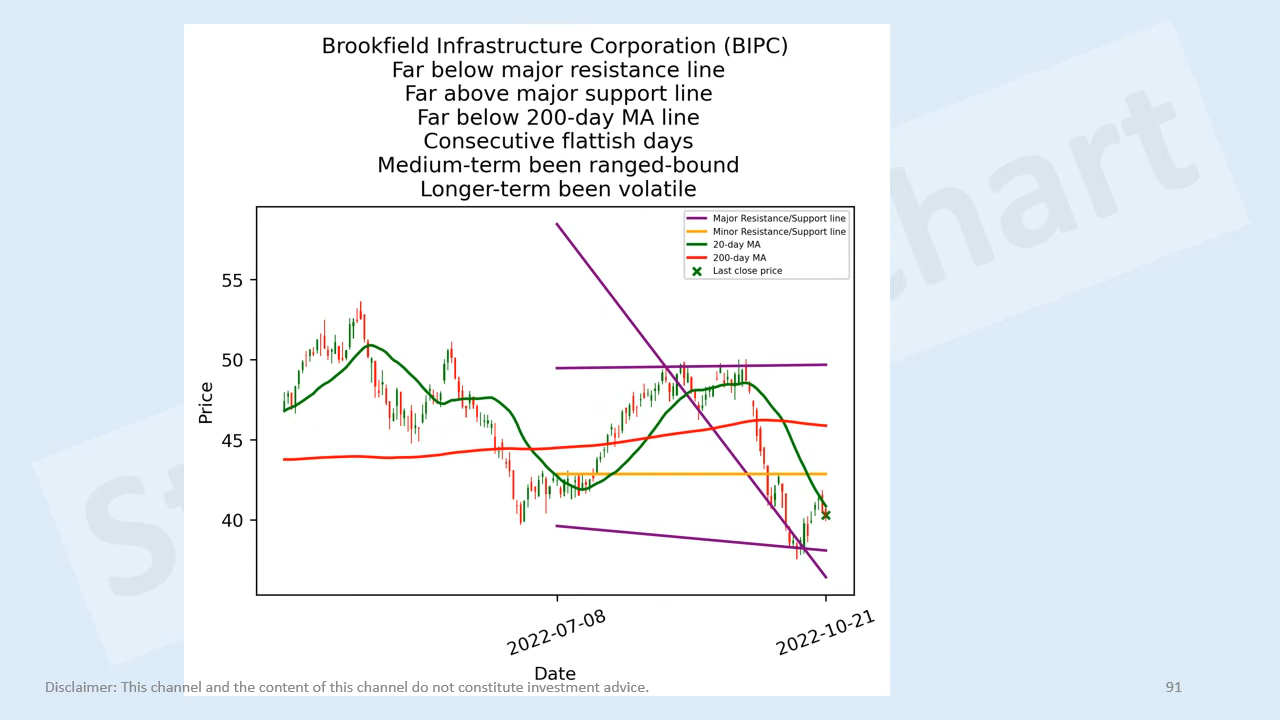 Brookfield Infrastructure Corporation (BIPC)
Far below major resistance line
Far above major support line
Far below 200-day MA line
Consecutive flattish days
Medium-term been ranged-bound
Longer-term been volatile
Major Resistance/Support line
Minor Resistance/Support line
20-day MA
200-day MA
Last close price
55
50
45
40
Price
2022-07-08
2022-10-21
Date
Disclaimer: This channel and the content of this channel do not constitute investment advice.
91